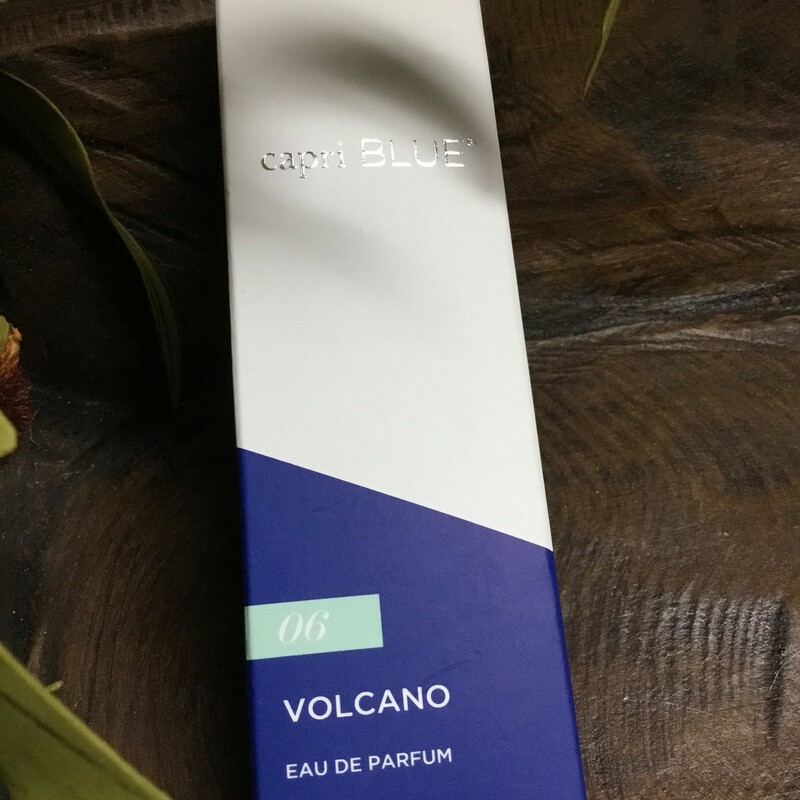 capri BLUE®
06
VOLCANO
EAU DE PARFUM